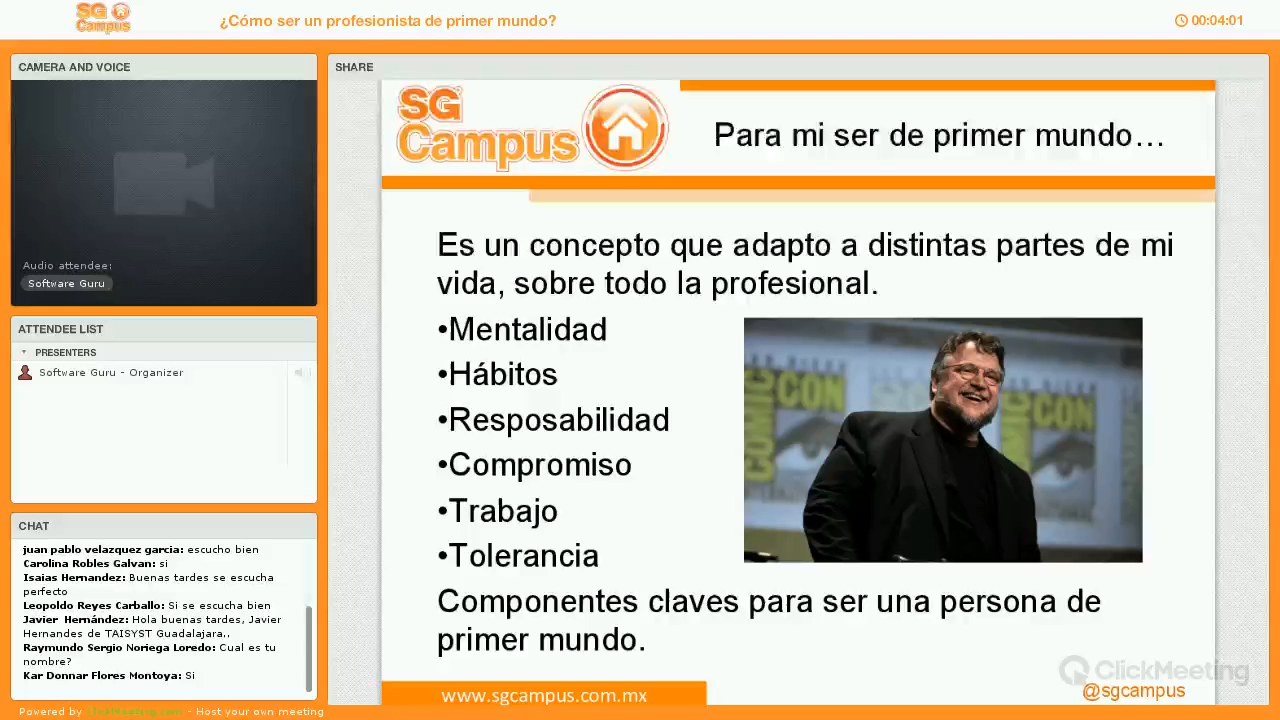 SG
Campus
¿Cómo ser un profesionista de primer mundo?
00:04:01
CAMERA AND VOICE
Audio attendee:
Software Guru
ATTENDEE LIST
PRESENTERS
Software Guru - Organizer
CHAT
juan pablo velazquez garcia: escucho bien
Carolina Robles Galvan: si
Isaias Hernandez: Buenas tardes se escucha
perfecto
Leopoldo Reyes Carballo: Si se escucha bien
Javier Hernández: Hola buenas tardes, Javier
Hernandes de TAISYST Guadalajara..
Raymundo Sergio Noriega Loredo: Cual es tu
nombre?
Kar Donnar Flores Montoya: Si
Powered by ClickMeeting.com - Host your own meeting
SHARE
SG
Campus
Para mi ser de primer mundo…
Es un concepto que adapto a distintas partes de mi
vida, sobre todo la profesional.
•Mentalidad
•Hábitos
•Resposabilidad
•Compromiso
•Trabajo
•Tolerancia
COMIC
CON
CON
Componentes claves para ser una persona de
primer mundo.
www.sgcampus.com.mx
ClickMeeting
@sgcampus